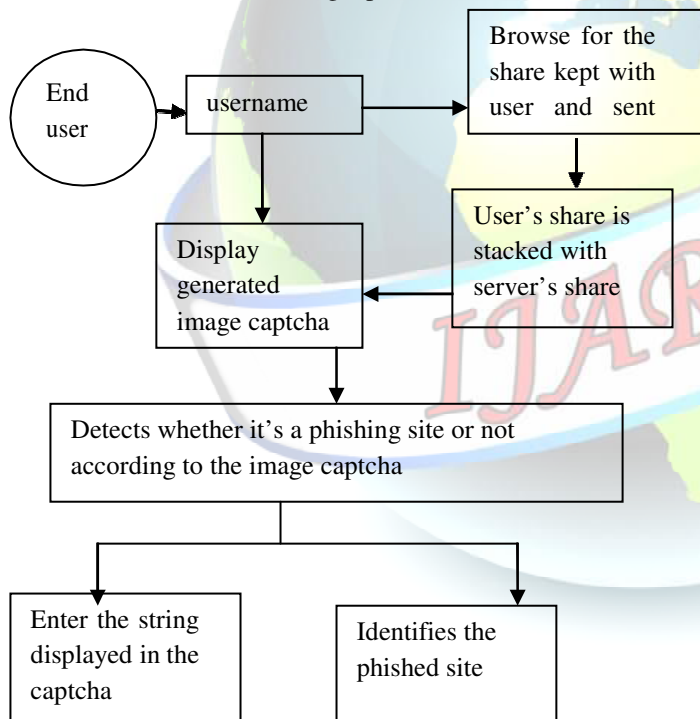 Browse for the
share kept with
user and sent
End
user
username
User's share is
stacked with
server's share
Display
generated
image captcha
IJAR
Detects whether it's a phishing site or not
according to the image captcha
Enter the string
displayed in the
captcha
Identifies the
phished site